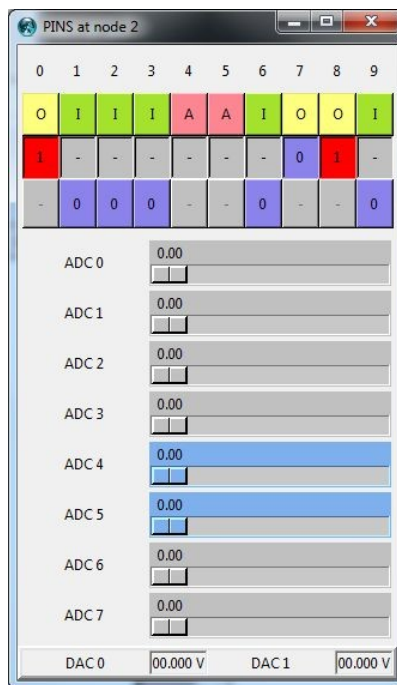 PINS at node 2
0 1 2 3 4 5 6 7 8 9
O I I I A A I O O I
1 - - - - - - 0 1 -
- 0 0 0 - - 0 - - 0
0.00
ADC 0
0.00
ADC 1
0.00
ADC 2
0.00
ADC 3
0.00
ADC 4
0.00
ADC 5
0.00
ADC 6
0.00
ADC 7
DAC 0 00.000 V DAC 1 00.000 V